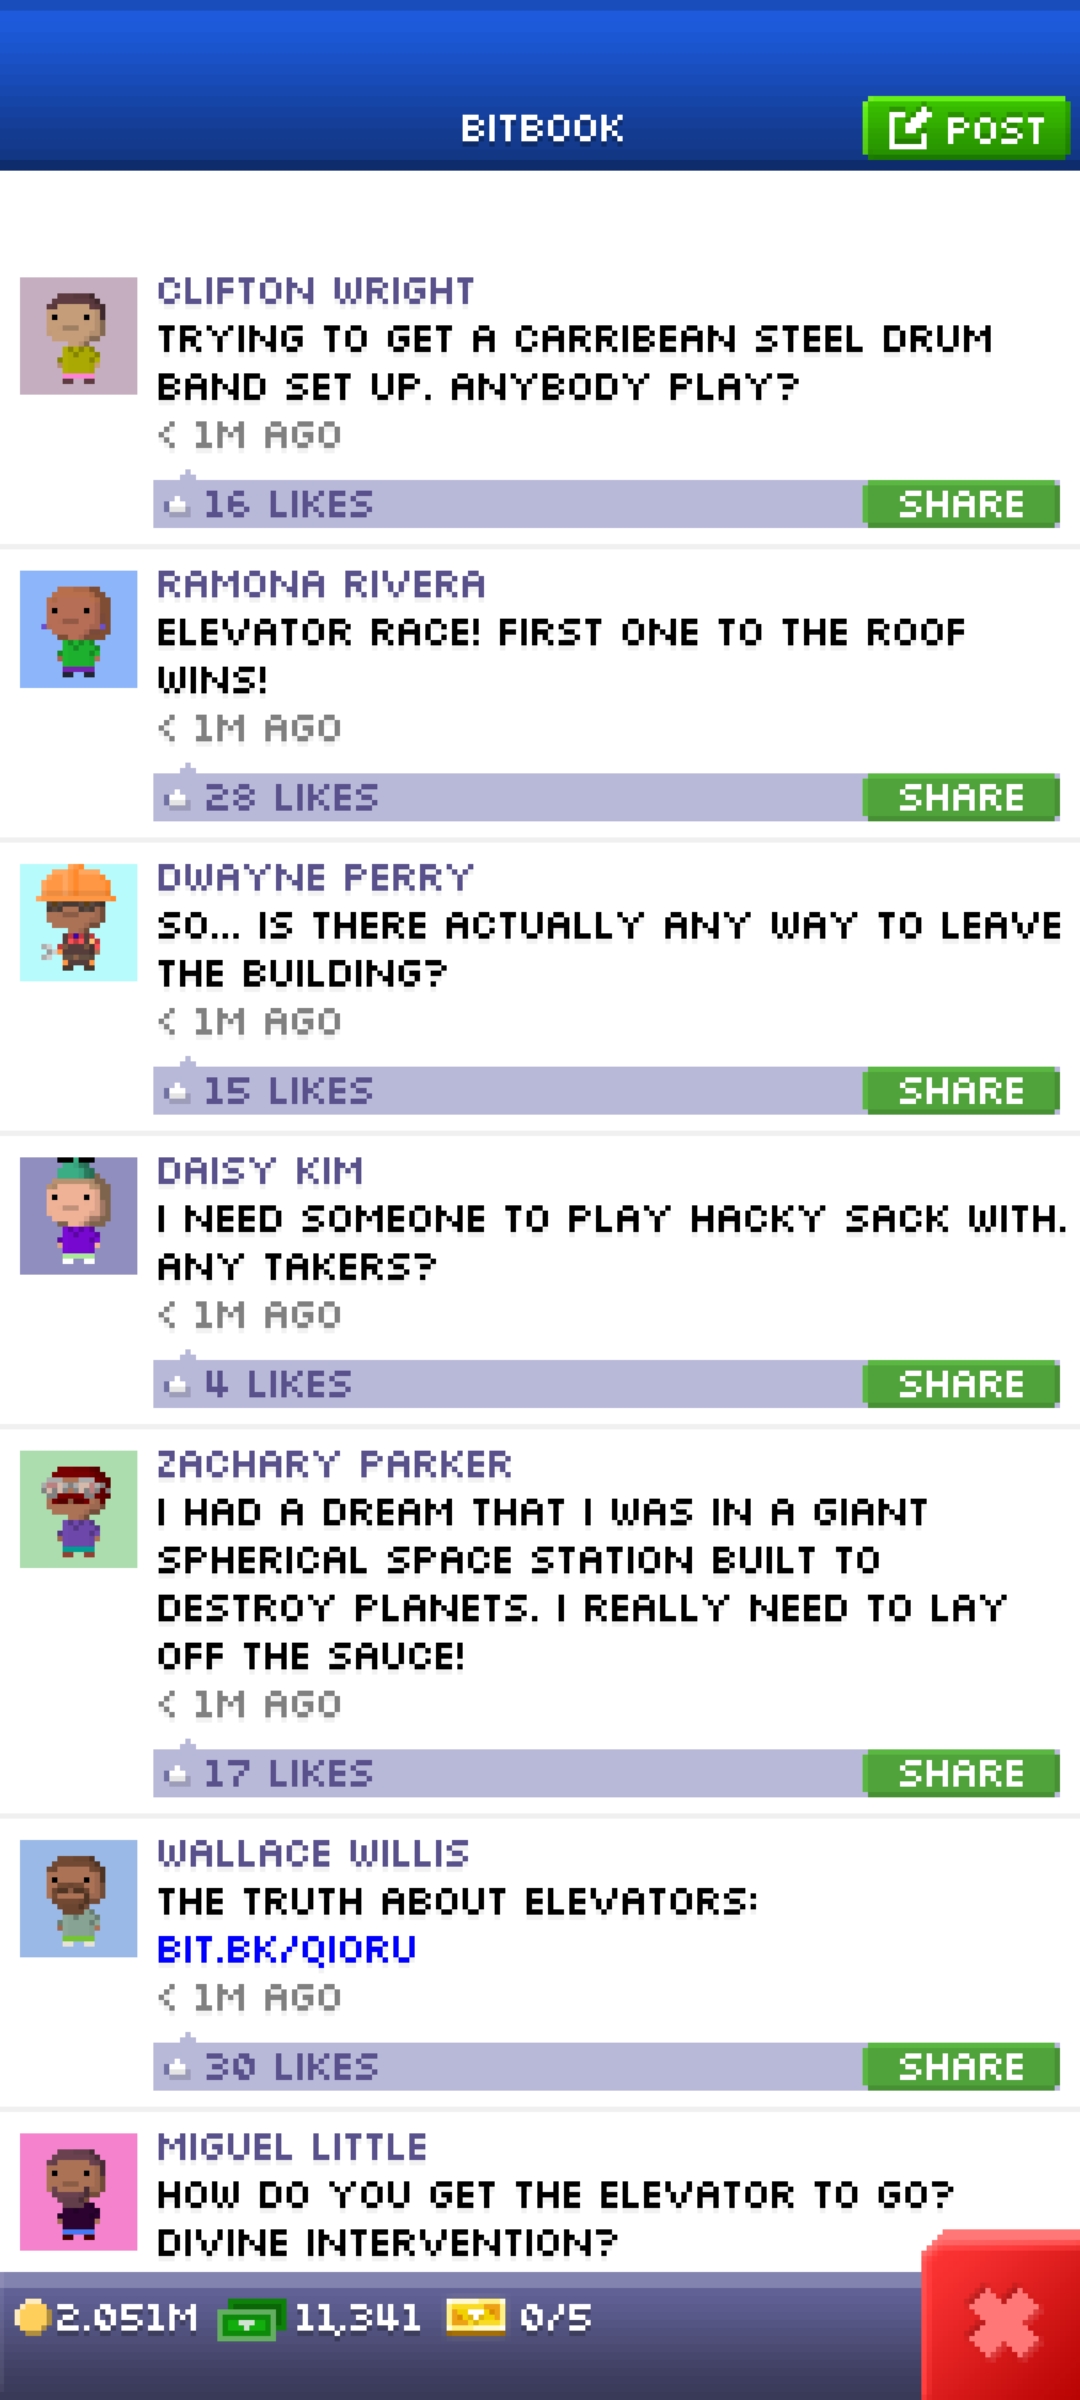 BITBOOK
POST
CLIFTON WRIGHT
TRYING TO GET A CARRIBEAN STEEL DRUM
BAND SET UP. ANYBODY PLAY?
< 1M AGO
16 LIKES
SHARE
RAMONA RIVERA
ELEVATOR RACE! FIRST ONE TO THE ROOF
WINS!
< 1M AGO
28 LIKES
SHARE
DWAYNE PERRY
SO... IS THERE ACTUALLY ANY WAY TO LEAVE
THE BUILDING?
< 1M AGO
15 LIKES
SHARE
DAISY KIM
I NEED SOMEONE TO PLAY HACKY SACK WITH.
ANY TAKERS?
< 1M AGO
4 LIKES
SHARE
ZACHARY PARKER
I HAD A DREAM THAT I WAS IN A GIANT
SPHERICAL SPACE STATION BUILT TO
DESTROY PLANETS. I REALLY NEED TO LAY
OFF THE SAUCE!
< 1M AGO
17 LIKES
SHARE
WALLACE WILLIS
THE TRUTH ABOUT ELEVATORS:
BIT.BK/QIORU
< 1M AGO
30 LIKES
SHARE
MIGUEL LITTLE
HOW DO YOU GET THE ELEVATOR TO GO?
DIVINE INTERVENTION?
2.051M 11,341 0/5